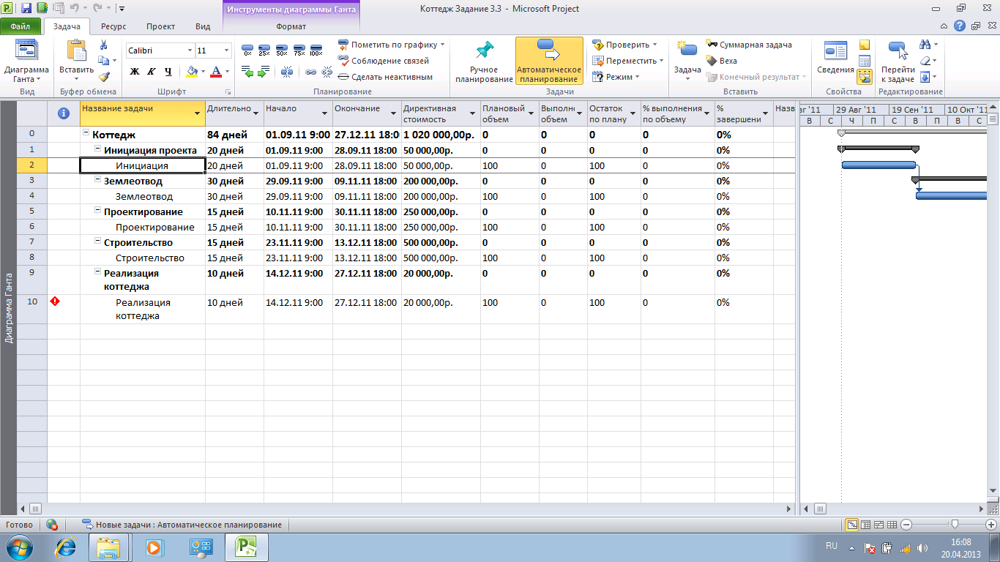 Инструменты диаграммы Ганта
Коттедж Задание 3.3 - Microsoft Project
Файл Задача Ресурс Проект Вид Формат
Диаграмма Ганта
Вид
Вставить
Буфер обмена
Calibri 11
Ж К Ч А
Шрифт
0% 25% 50% 75% 100%
Пометить по графику
Соблюдение связей
Сделать неактивным
Планирование
Ручное планирование
Автоматическое планирование
Проверить
Переместить
Режим
Задачи
Задача
Суммарная задача
Веха
Конечный результат
Вставить
Сведения
Свойства
Перейти к задаче
Редактирование
Название задачи Длительно Начало Окончание Директивная стоимость Плановый объем Выполн объем Остаток по плану % выполнения по объему % завершени Назв
0 Коттедж 84 дней 01.09.11 9:00 27.12.11 18:0 1 020 000,00р. 0 0 0 0 0%
1 Инициация проекта 20 дней 01.09.11 9:00 28.09.11 18:00 50 000,00р. 0 0 0 0 0%
2 Инициация 20 дней 01.09.11 9:00 28.09.11 18:00 50 000,00р. 100 0 100 0 0%
3 Землеотвод 30 дней 29.09.11 9:00 09.11.11 18:00 200 000,00р. 0 0 0 0 0%
4 Землеотвод 30 дней 29.09.11 9:00 09.11.11 18:00 200 000,00р. 100 0 100 0 0%
5 Проектирование 15 дней 10.11.11 9:00 30.11.11 18:00 250 000,00р. 0 0 0 0 0%
6 Проектирование 15 дней 10.11.11 9:00 30.11.11 18:00 250 000,00р. 100 0 100 0 0%
7 Строительство 15 дней 23.11.11 9:00 13.12.11 18:00 500 000,00р. 0 0 0 0 0%
8 Строительство 15 дней 23.11.11 9:00 13.12.11 18:00 500 000,00р. 100 0 100 0 0%
9 Реализация коттеджа 10 дней 14.12.11 9:00 27.12.11 18:00 20 000,00р. 0 0 0 0 0%
10 Реализация коттеджа 10 дней 14.12.11 9:00 27.12.11 18:00 20 000,00р. 100 0 100 0 0%
вг '11 29 Авг '11 19 Сен '11 10 Окт '11
В С Ч П С В П В С
Диаграмма Ганта
Готово Новые задачи : Автоматическое планирование
RU
16:08
20.04.2013